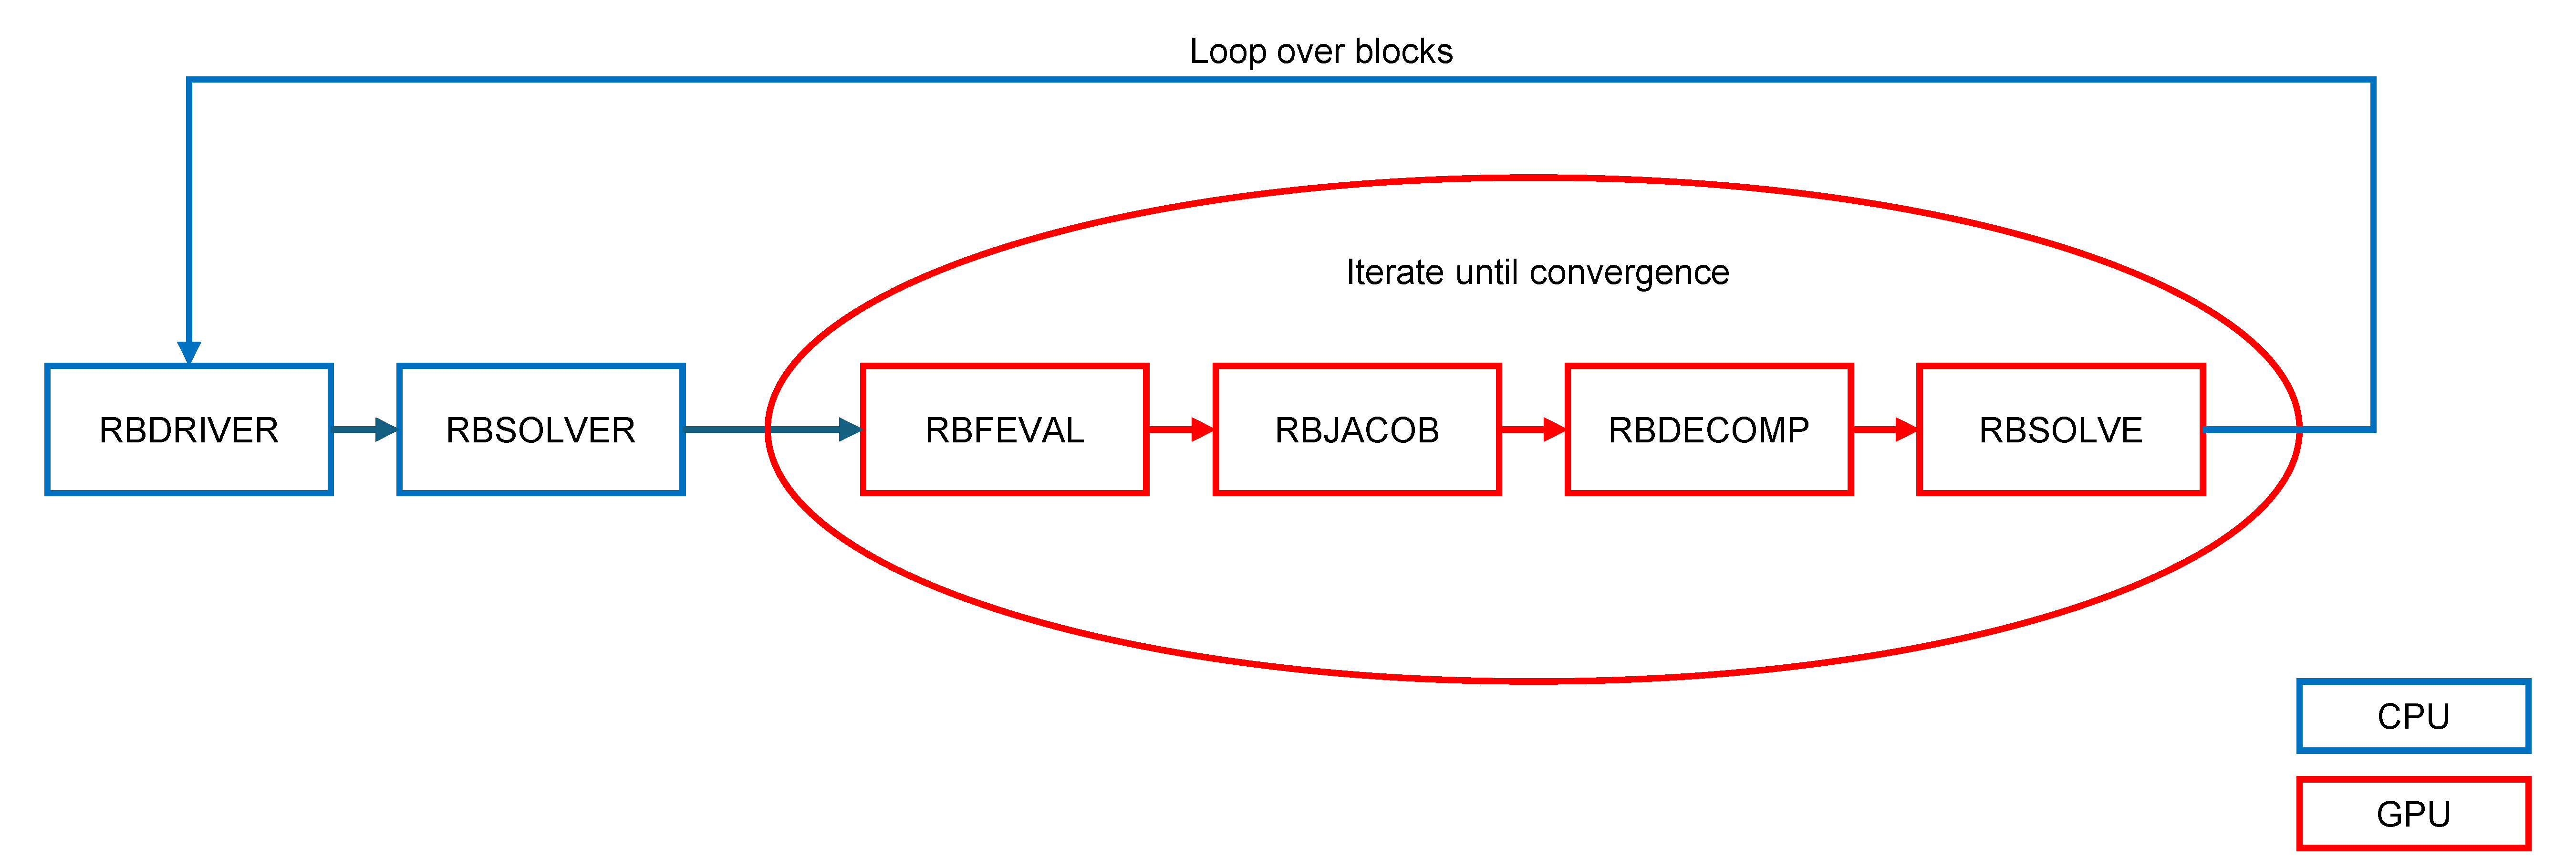 Loop over blocks
Iterate until convergence
RBDRIVER
RBSOLVER
RBFEVAL
RBJACOB
RBDECOMP
RBSOLVE
CPU
GPU